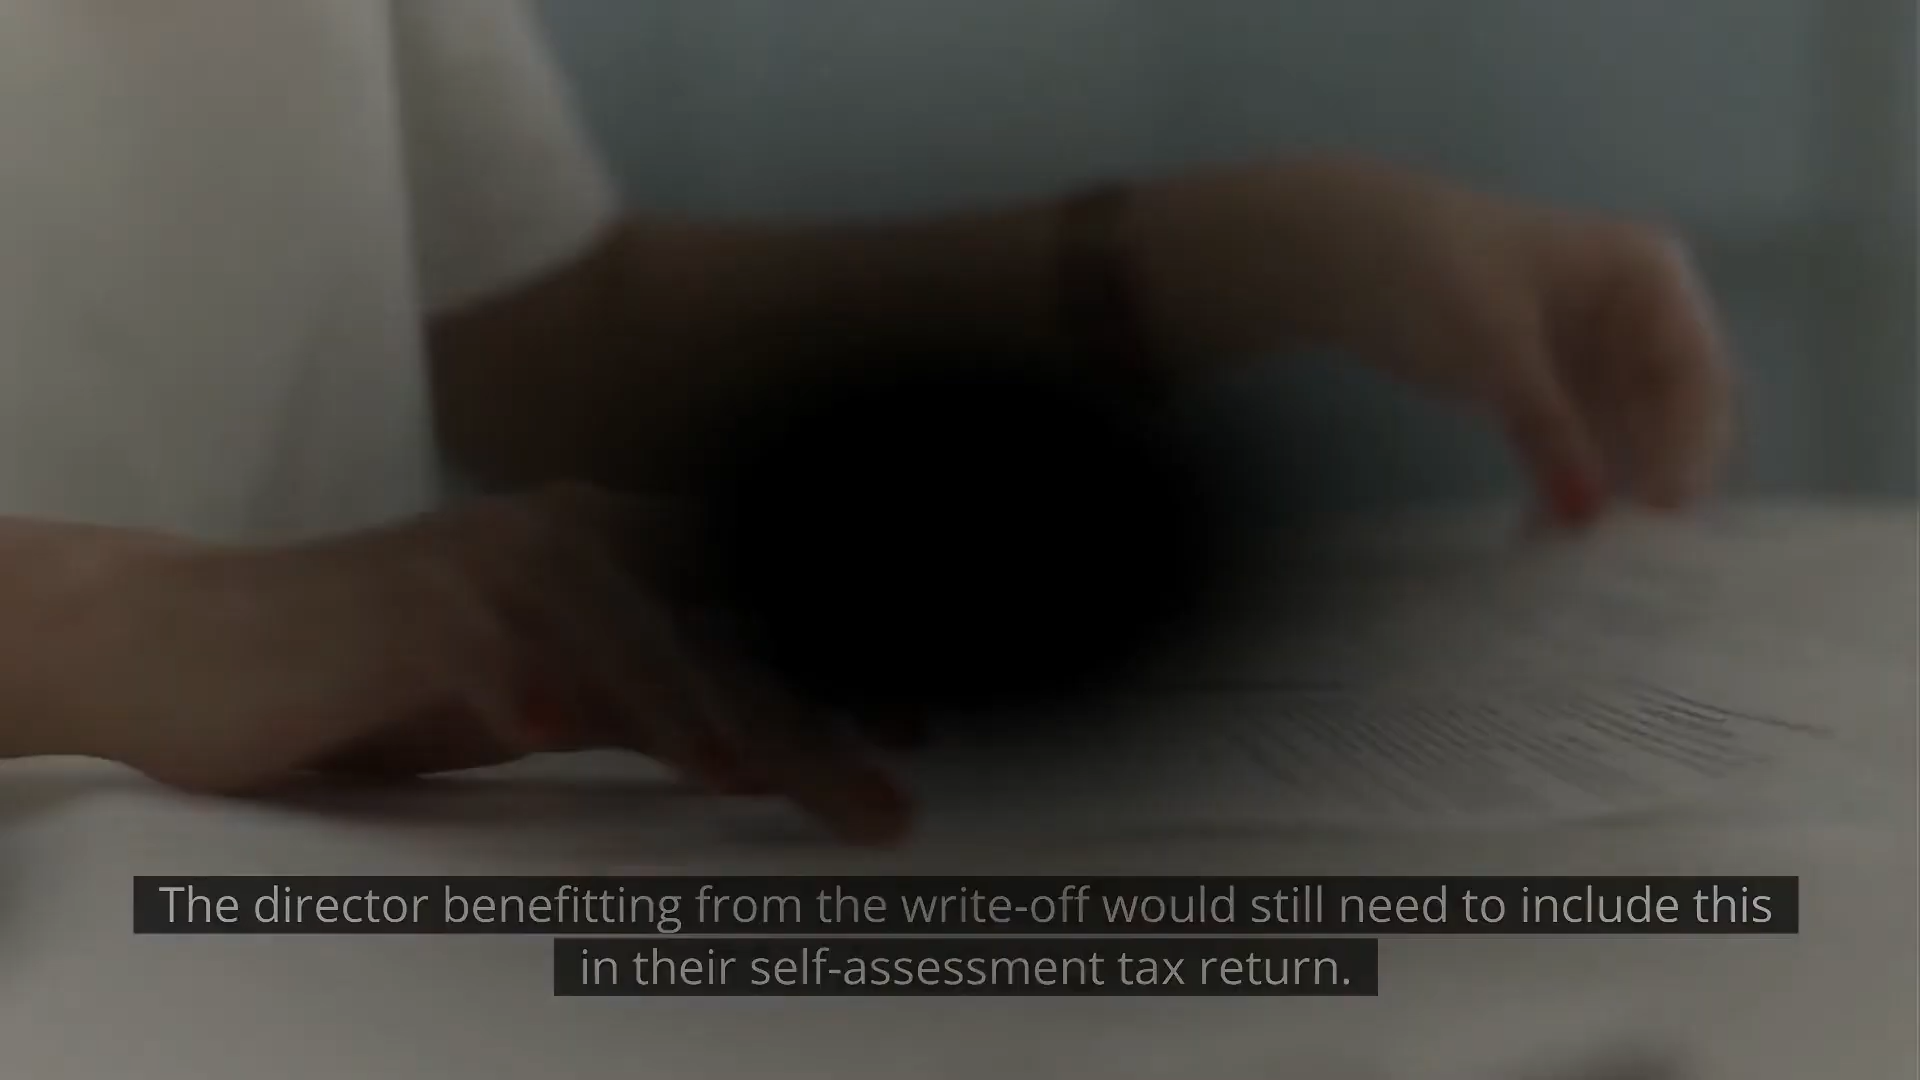 The director benefitting from the write-off would still need to include this
in their self-assessment tax return.